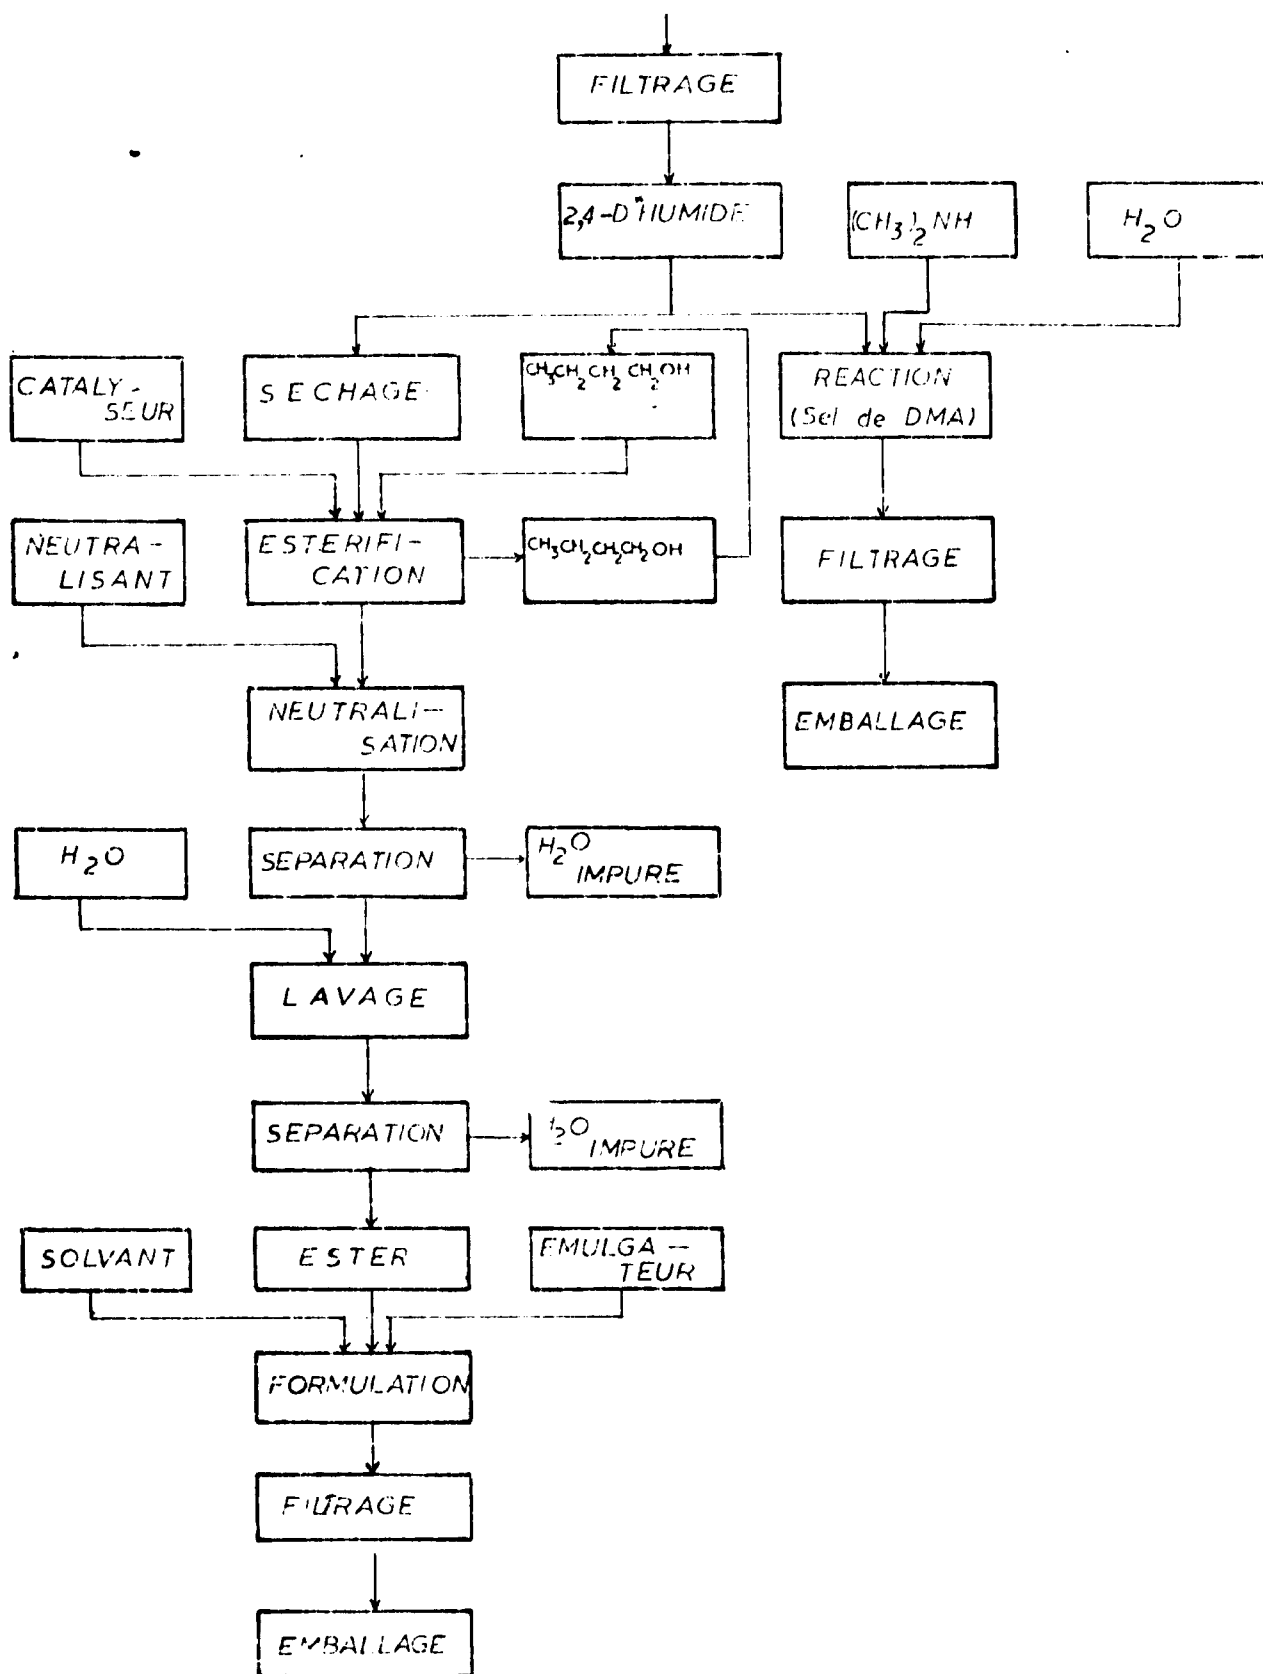 FILTRAGE
2,4-D"HUMIDE
(CH3)2NH
H2O
CATALY-
SEUR
SECHAGE
CH3CH2CH2CH2OH
REACTION
(Sel de DMA)
NEUTRA-
LISANT
ESTERIFI-
CATION
CH3CH2CH2CH2OH
FILTRAGE
NEUTRALI-
SATION
EMBALLAGE
H2O
SEPARATION
H2O
IMPURE
LAVAGE
SEPARATION
2O
IMPURE
SOLVANT
ESTER
EMULGA-
TEUR
FORMULATION
FILTRAGE
EMBALLAGE